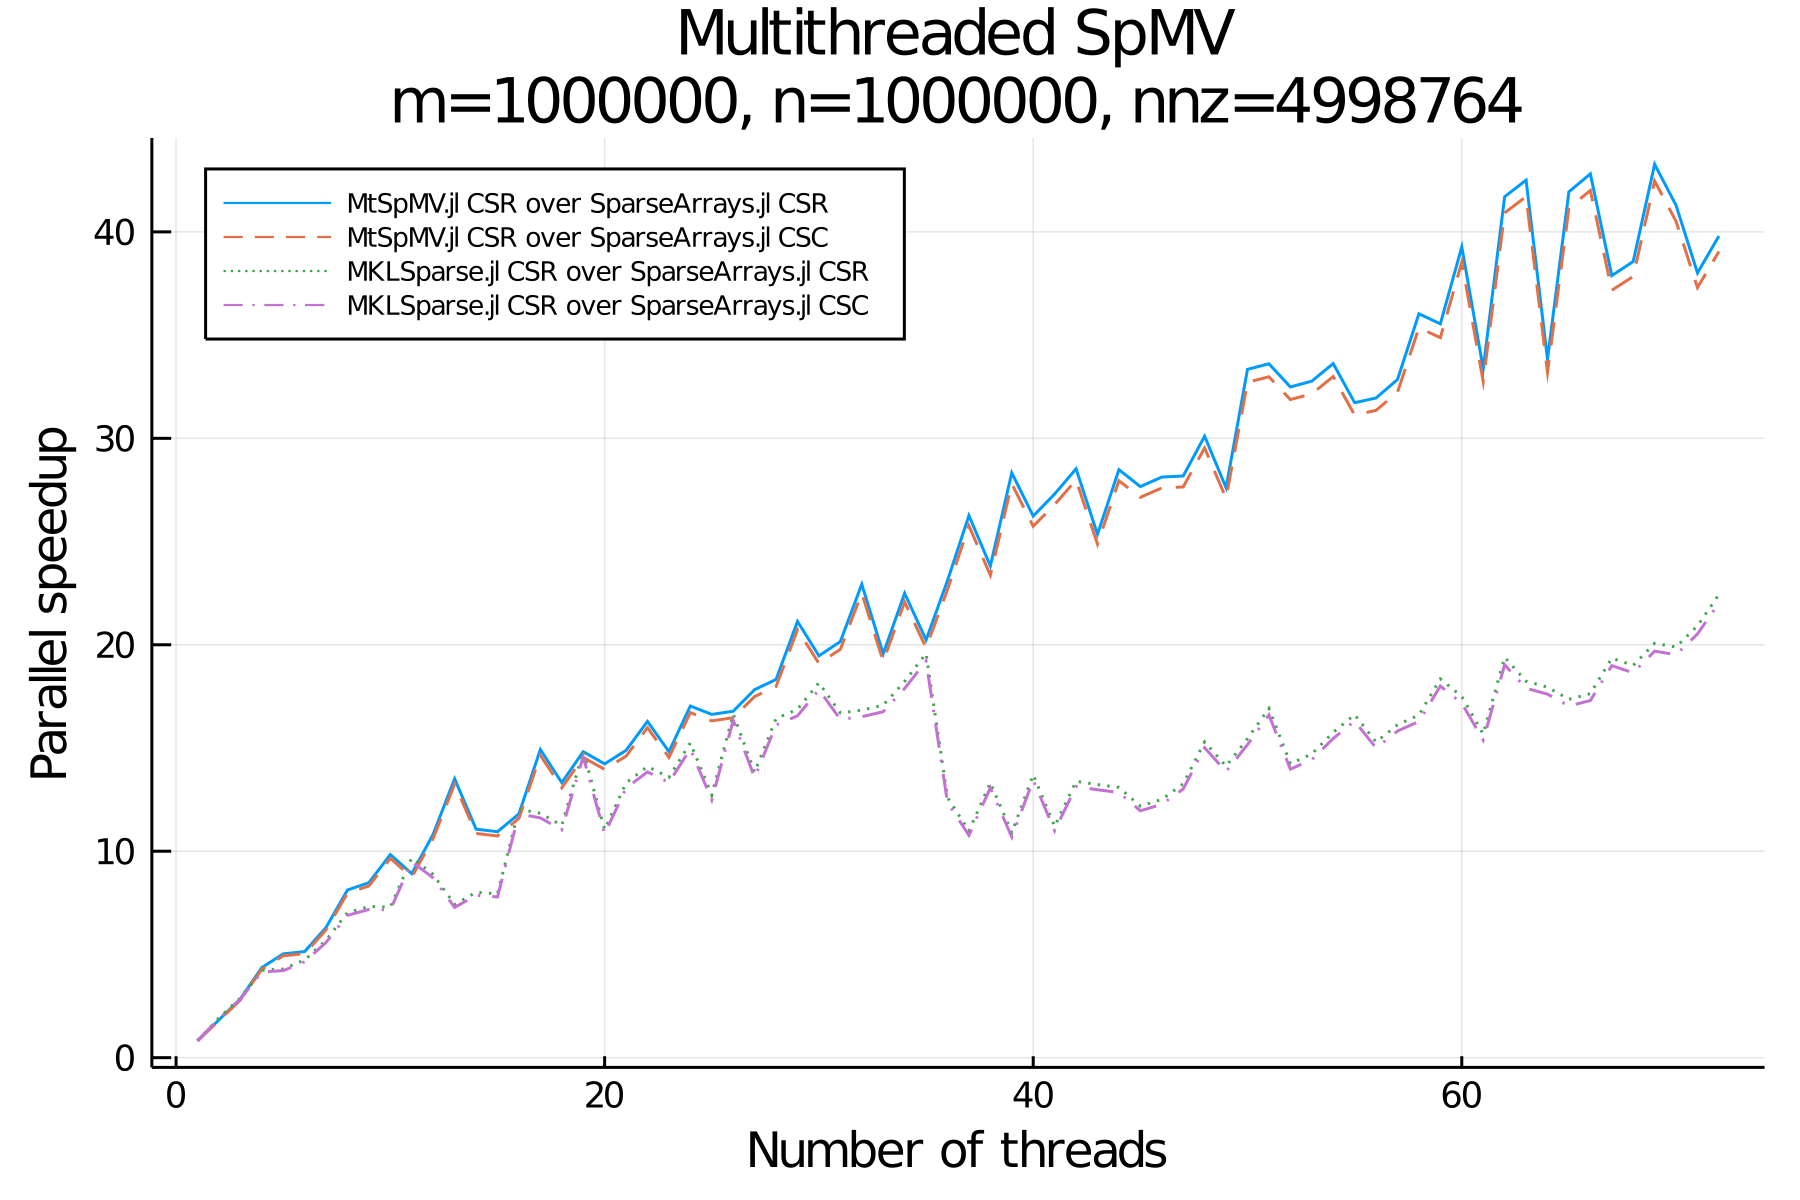 Multithreaded SpMV
m=1000000, n=1000000, nnz=4998764
MtSpMV.jl CSR over SparseArrays.jl CSR
MtSpMV.jl CSR over SparseArrays.jl CSC
MKLSparse.jl CSR over SparseArrays.jl CSR
MKLSparse.jl CSR over SparseArrays.jl CSC
Parallel speedup
40
30
20
10
0
0 20 40 60
Number of threads